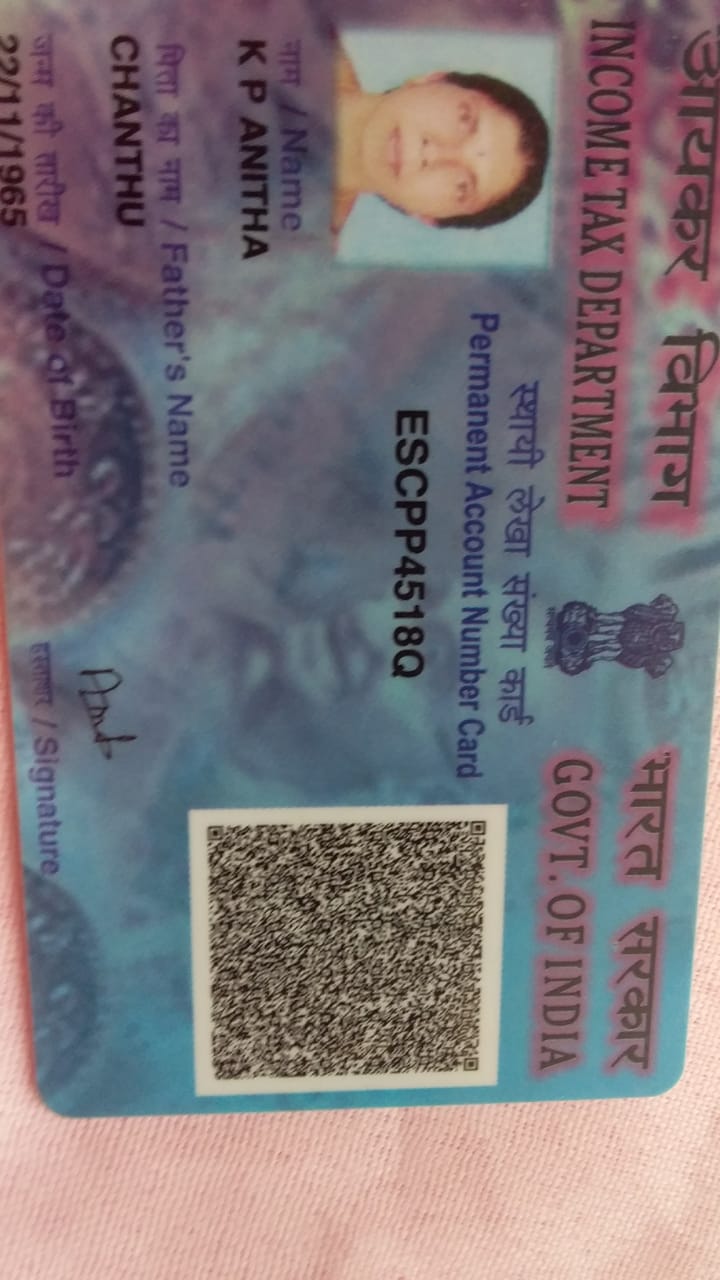 आयकर विभाग
INCOME TAX DEPARTMENT
भारत सरकार
GOVT. OF INDIA
स्थायी लेखा संख्या कार्ड
Permanent Account Number Card
ESCPP4518Q
नाम / Name
K P ANITHA
पिता का नाम / Father's Name
CHANTHU
जन्म की तारीख / Date of Birth
22/11/1965
हस्ताक्षर / Signature